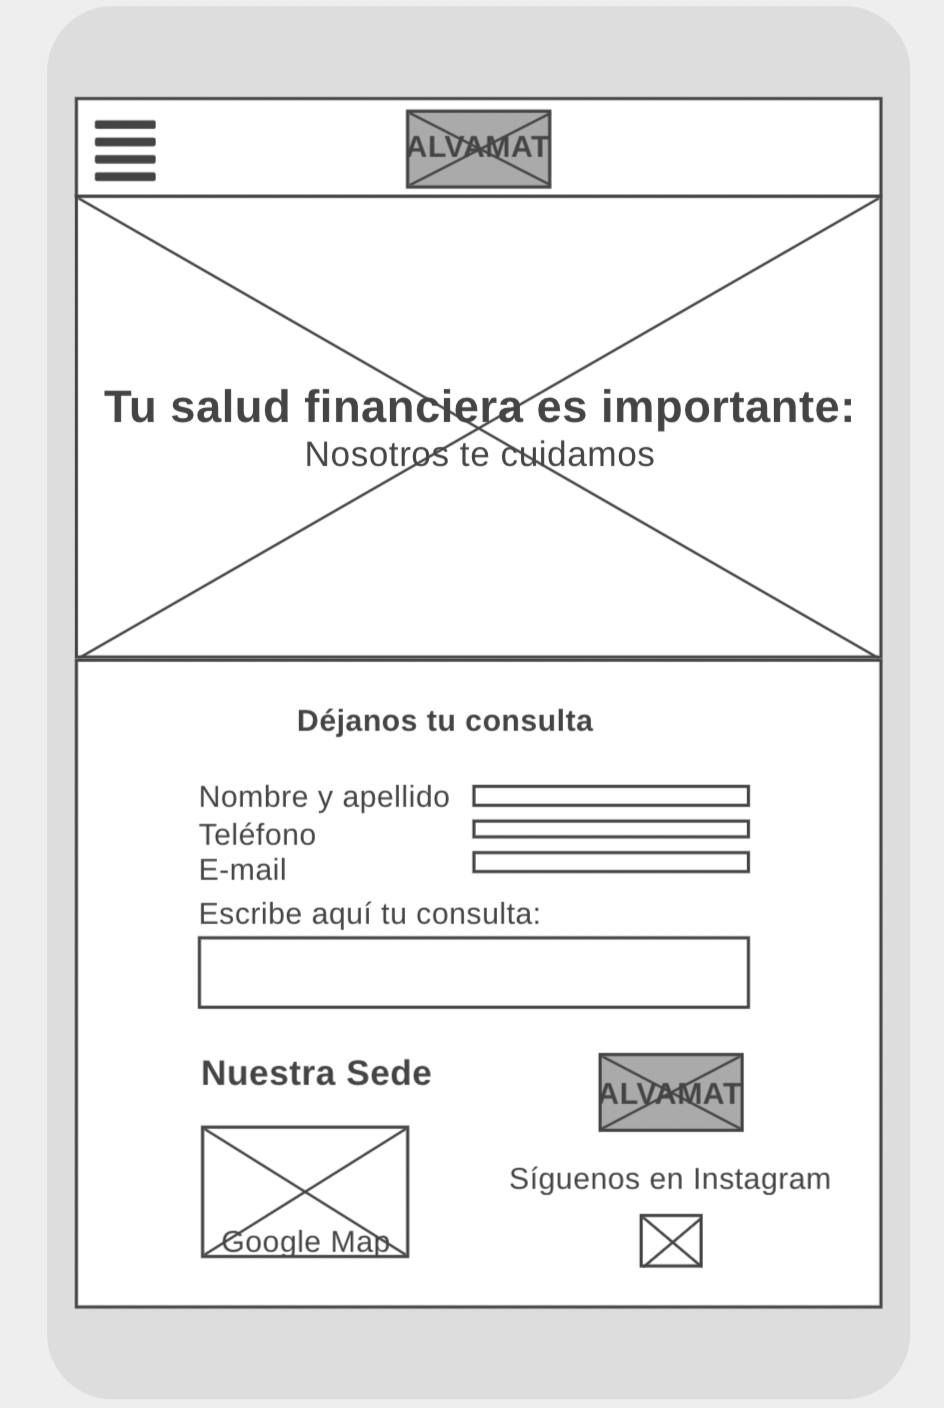 ALVAMAT
Tu salud financiera es importante:
Nosotros te cuidamos
Déjanos tu consulta
Nombre y apellido
Teléfono
E-mail
Escribe aquí tu consulta:
Nuestra Sede
ALVAMAT
Síguenos en Instagram
Google Map